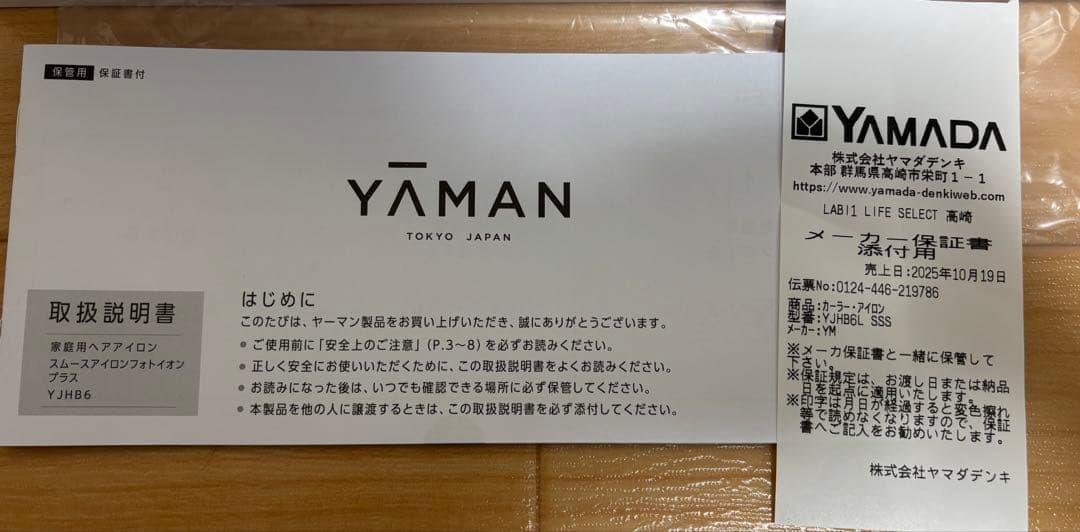 保管用 保証書付
YĀMAN
TOKYO JAPAN
取扱説明書
家庭用ヘアアイロン
スムースアイロンフォトイオン
プラス
YJHB6
はじめに
このたびは、ヤーマン製品をお買い上げいただき、誠にありがとうございます。
● ご使用前に「安全上のご注意」(P.3~8)を必ずお読みください。
● 正しく安全にお使いいただくために、この取扱説明書をよくお読みください。
● お読みになった後は、いつでも確認できる場所に必ず保管してください。
● 本製品を他の人に譲渡するときは、この取扱説明書を必ず添付してください。
YAMADA
株式会社ヤマダデンキ
本部 群馬県高崎市栄町1-1
https://www.yamada-denkiweb.com
LABI1 LIFE SELECT 高崎
メーカー保証書
添付用
売上日:2025年10月19日
伝票No:0124-446-219786
商品:カーラー・アイロン
型番:YJHB6L SSS
メーカー:YM
※メーカ保証書と一緒に保管して
下さい。
※保証規定は、お渡し日または納品
日を起点に適用いたします。
※印字は月日が経過すると変色擦れ
等で読めなくなりますので、保証
書へご記入をお勧めいたします。
株式会社ヤマダデンキ